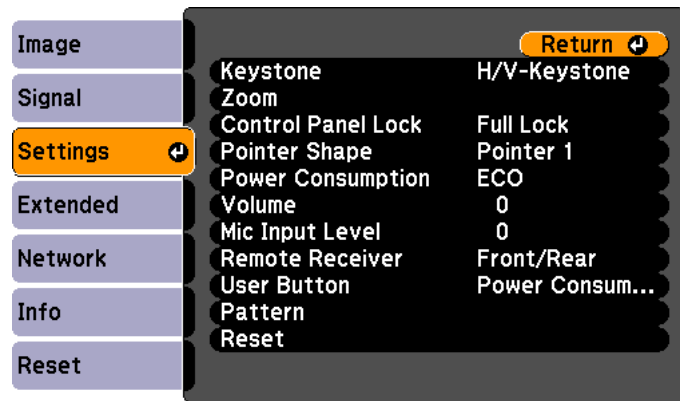 Image
Signal
Settings
Extended
Network
Info
Reset
Return
Keystone H/V-Keystone
Zoom
Control Panel Lock Full Lock
Pointer Shape Pointer 1
Power Consumption ECO
Volume 0
Mic Input Level 0
Remote Receiver Front/Rear
User Button Power Consum...
Pattern
Reset